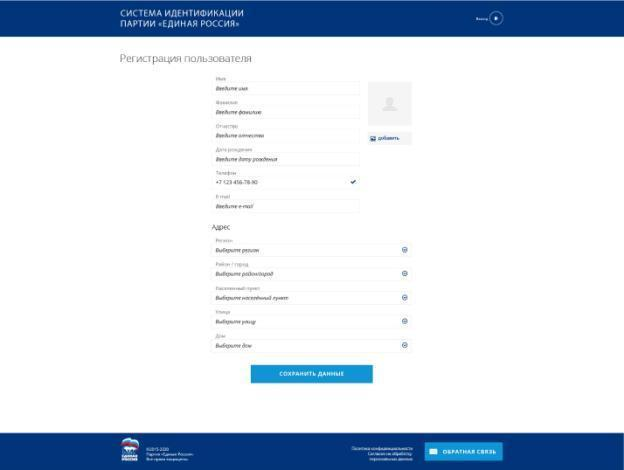 СИСТЕМА ИДЕНТИФИКАЦИИ
ПАРТИИ «ЕДИНАЯ РОССИЯ»
Выход
Регистрация пользователя
Имя
Введите имя
Фамилия
Введите фамилию
Отчество
Введите отчество
добавить
Дата рождения
Введите дату рождения
Телефон
+7 123 456-78-90
E-mail
Введите e-mail
Адрес
Регион
Выберите регион
Район / город
Выберите район/город
Населенный пункт
Выберите населённый пункт
Улица
Выберите улицу
Дом
Выберите дом
СОХРАНИТЬ ДАННЫЕ
ЕДИНАЯ
РОССИЯ
©2015-2020
Партия «Единая Россия»
Все права защищены.
Политика конфиденциальности
Согласие на обработку
персональных данных
ОБРАТНАЯ СВЯЗЬ